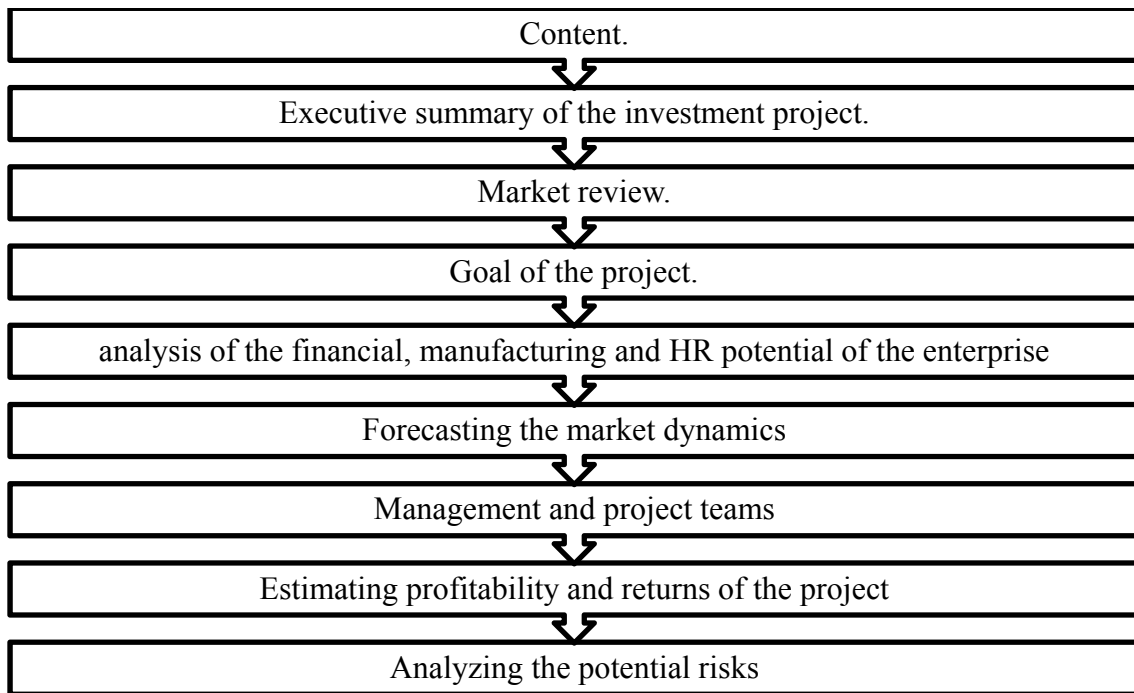 Content.
Executive summary of the investment project.
Market review.
Goal of the project.
analysis of the financial, manufacturing and HR potential of the enterprise
Forecasting the market dynamics
Management and project teams
Estimating profitability and returns of the project
Analyzing the potential risks